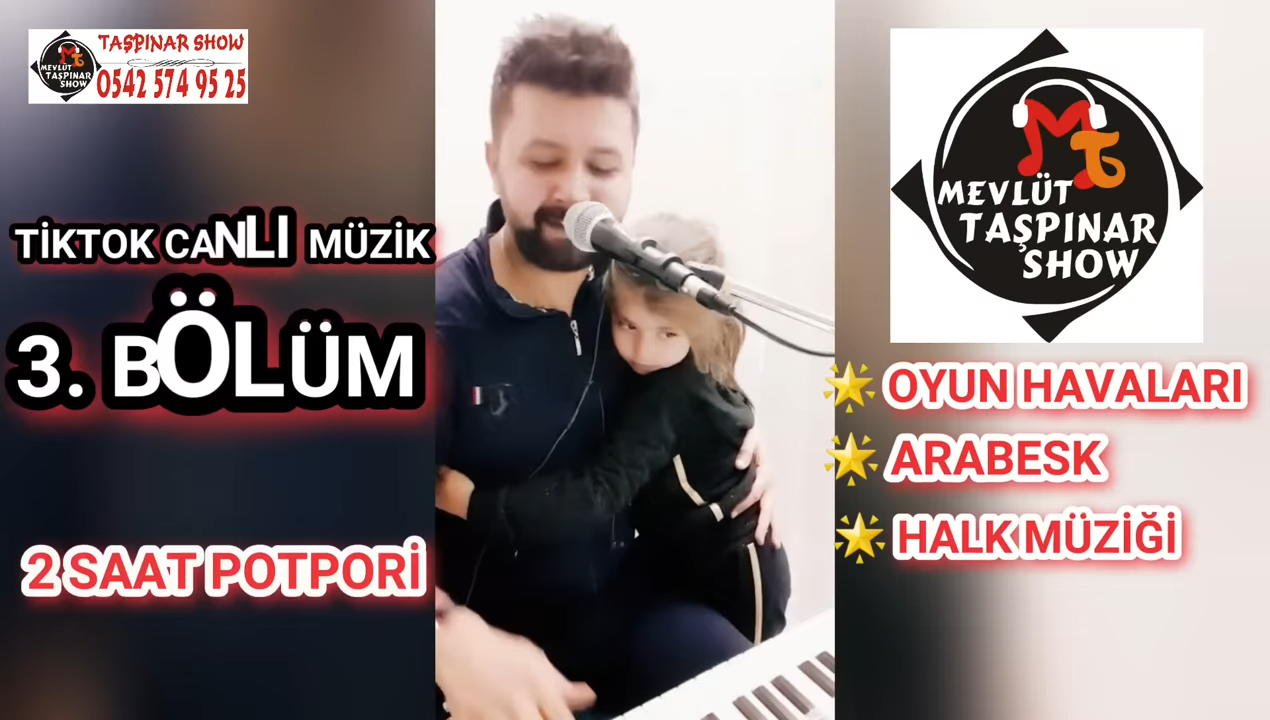 TAŞPINAR SHOW
MEVLÜT
TAŞPINAR
SHOW
0542 574 95 25
TİKTOK CANLI MÜZİK
3. BÖLÜM
2 SAAT POTPORİ
MT
MEVLÜT
TAŞPINAR
SHOW
OYUN HAVALARI
ARABESK
HALK MÜZİĞİ